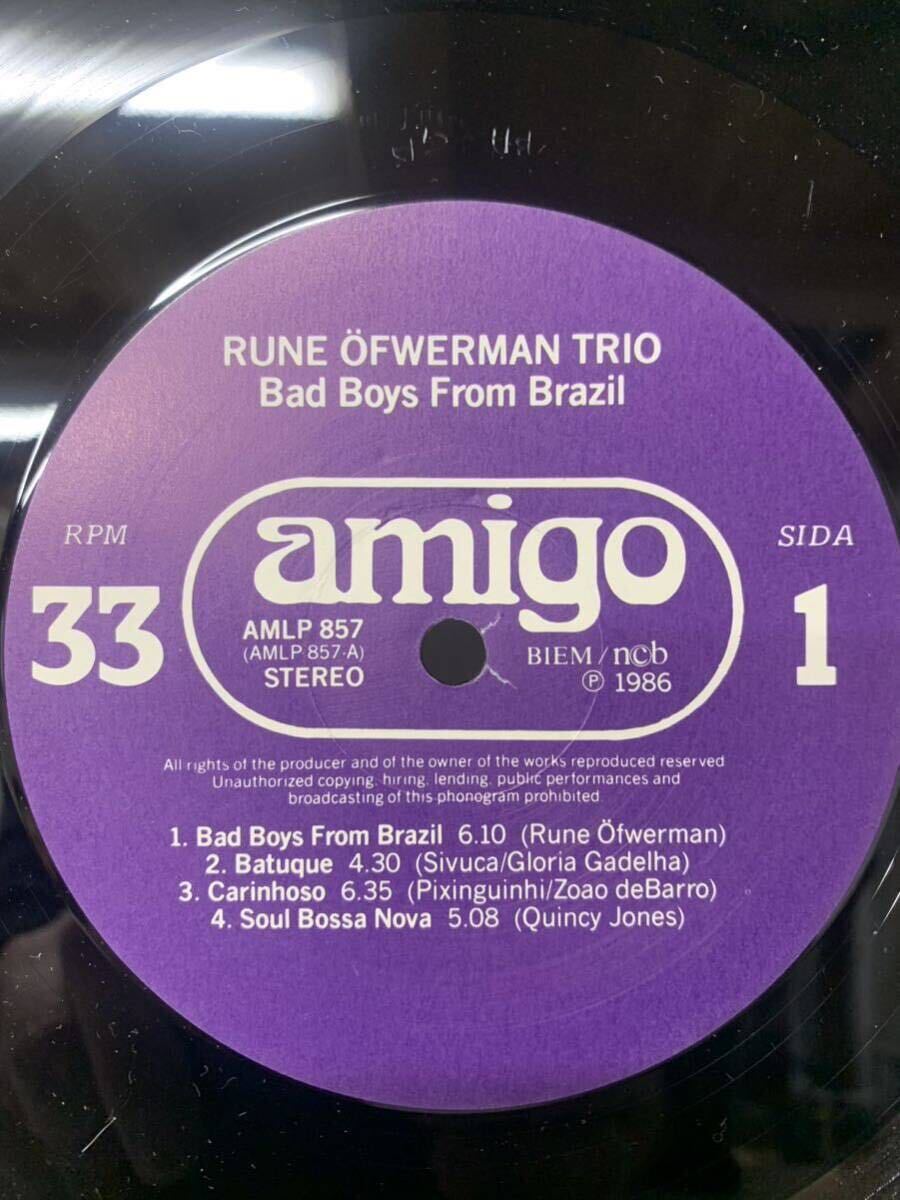 RUNE ÖFWERMAN TRIO
Bad Boys From Brazil
RPM
33
amigo
AMLP 857
(AMLP 857-A)
STEREO
BIEM/ncb
℗ 1986
SIDA
1
All rights of the producer and of the owner of the works reproduced reserved
Unauthorized copying, hiring, lending, public performances and
broadcasting of this phonogram prohibited
1. Bad Boys From Brazil 6.10 (Rune Öfwerman)
2. Batuque 4.30 (Sivuca/Gloria Gadelha)
3. Carinhoso 6.35 (Pixinguinhi/Zoao deBarro)
4. Soul Bossa Nova 5.08 (Quincy Jones)